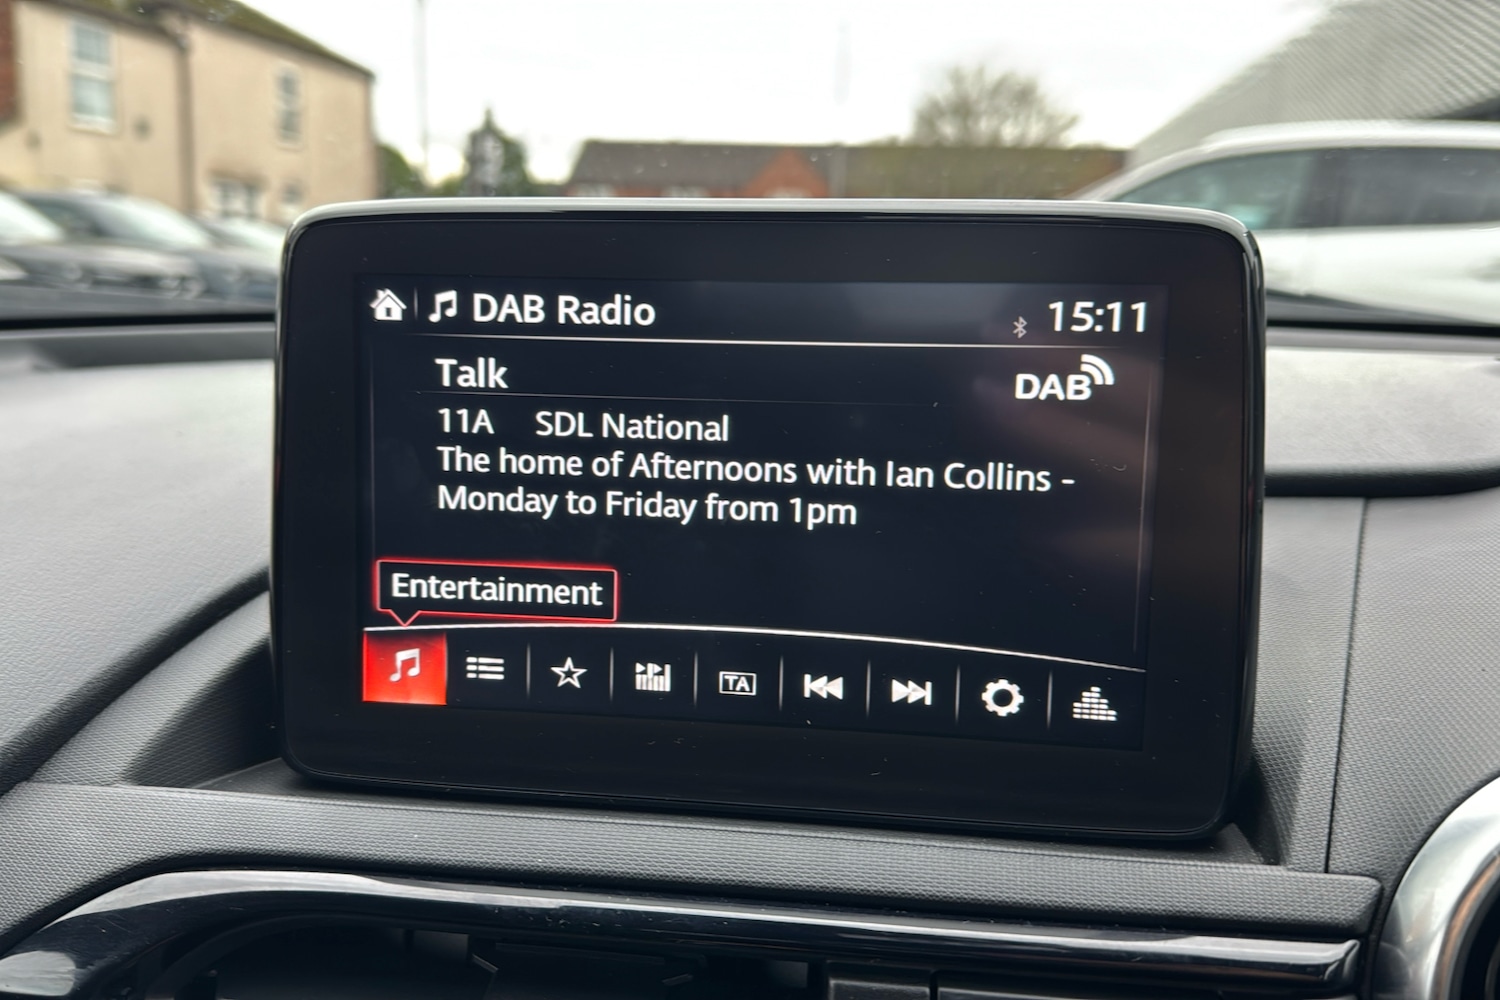 DAB Radio
15:11
Talk
DAB
11A SDL National
The home of Afternoons with Ian Collins -
Monday to Friday from 1pm
Entertainment
TA